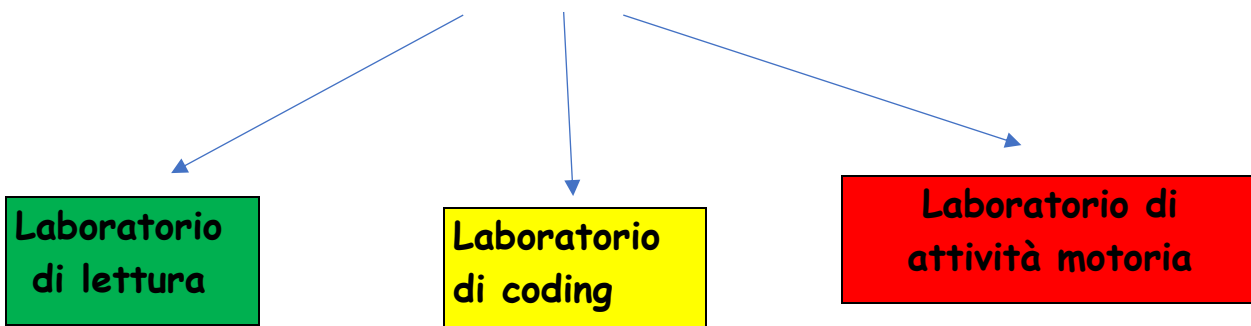 Laboratorio
di lettura
Laboratorio
di coding
Laboratorio di
attività motoria